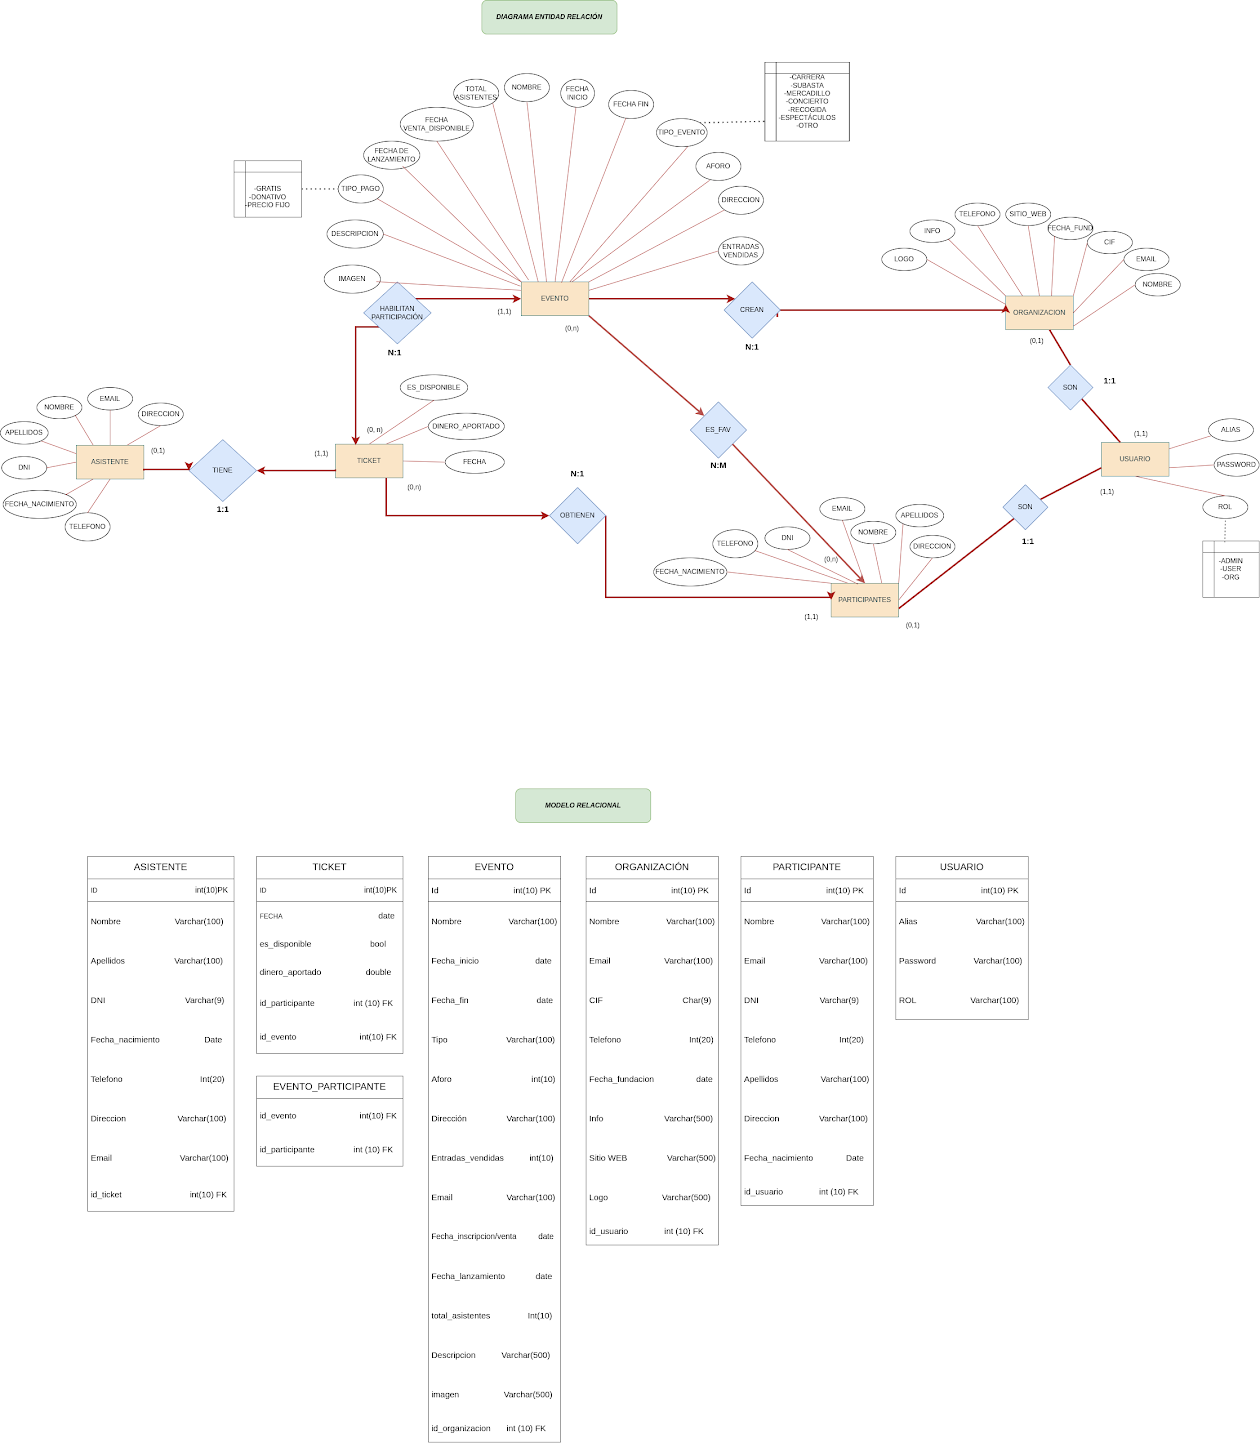 DIAGRAMA ENTIDAD RELACIÓN
-CARRERA
-SUBASTA
-MERCADILLO
-CONCIERTO
-RECOGIDA
-ESPECTÁCULOS
-OTRO
TOTAL
ASISTENTES
NOMBRE
FECHA
INICIO
FECHA FIN
FECHA
VENTA_DISPONIBLE
TIPO_EVENTO
FECHA DE
LANZAMIENTO
AFORO
-GRATIS
-DONATIVO
-PRECIO FIJO
TIPO_PAGO
DIRECCION
DESCRIPCION
ENTRADAS
VENDIDAS
IMAGEN
TELEFONO
SITIO_WEB
FECHA_FUND
INFO
CIF
LOGO
EMAIL
NOMBRE
HABILITAN
PARTICIPACIÓN
EVENTO
CREAN
ORGANIZACION
(1,1)
(0,n)
(0,1)
N:1
N:1
SON
1:1
ES_DISPONIBLE
EMAIL
NOMBRE
DIRECCION
APELLIDOS
(0, n)
DINERO_APORTADO
ES_FAV
ALIAS
(0,1)
(1,1)
(1,1)
ASISTENTE
TIENE
TICKET
FECHA
N:M
USUARIO
PASSWORD
DNI
N:1
(0,n)
(1,1)
FECHA_NACIMIENTO
1:1
OBTIENEN
EMAIL
APELLIDOS
SON
ROL
TELEFONO
NOMBRE
DNI
TELEFONO
DIRECCION
1:1
(0,n)
FECHA_NACIMIENTO
-ADMIN
-USER
-ORG
PARTICIPANTES
(1,1)
(0,1)
MODELO RELACIONAL
ASISTENTE
ID int(10)PK
Nombre Varchar(100)
Apellidos Varchar(100)
DNI Varchar(9)
Fecha_nacimiento Date
Telefono Int(20)
Direccion Varchar(100)
Email Varchar(100)
id_ticket int(10) FK
TICKET
ID int(10)PK
FECHA date
es_disponible bool
dinero_aportado double
id_participante int (10) FK
id_evento int(10) FK
EVENTO_PARTICIPANTE
id_evento int(10) FK
id_participante int (10) FK
EVENTO
Id int(10) PK
Nombre Varchar(100)
Fecha_inicio date
Fecha_fin date
Tipo Varchar(100)
Aforo int(10)
Dirección Varchar(100)
Entradas_vendidas int(10)
Email Varchar(100)
Fecha_inscripcion/venta date
Fecha_lanzamiento date
total_asistentes Int(10)
Descripcion Varchar(500)
imagen Varchar(500)
id_organizacion int (10) FK
ORGANIZACIÓN
Id int(10) PK
Nombre Varchar(100)
Email Varchar(100)
CIF Char(9)
Telefono Int(20)
Fecha_fundacion date
Info Varchar(500)
Sitio WEB Varchar(500)
Logo Varchar(500)
id_usuario int (10) FK
PARTICIPANTE
Id int(10) PK
Nombre Varchar(100)
Email Varchar(100)
DNI Varchar(9)
Telefono Int(20)
Apellidos Varchar(100)
Direccion Varchar(100)
Fecha_nacimiento Date
id_usuario int (10) FK
USUARIO
Id int(10) PK
Alias Varchar(100)
Password Varchar(100)
ROL Varchar(100)